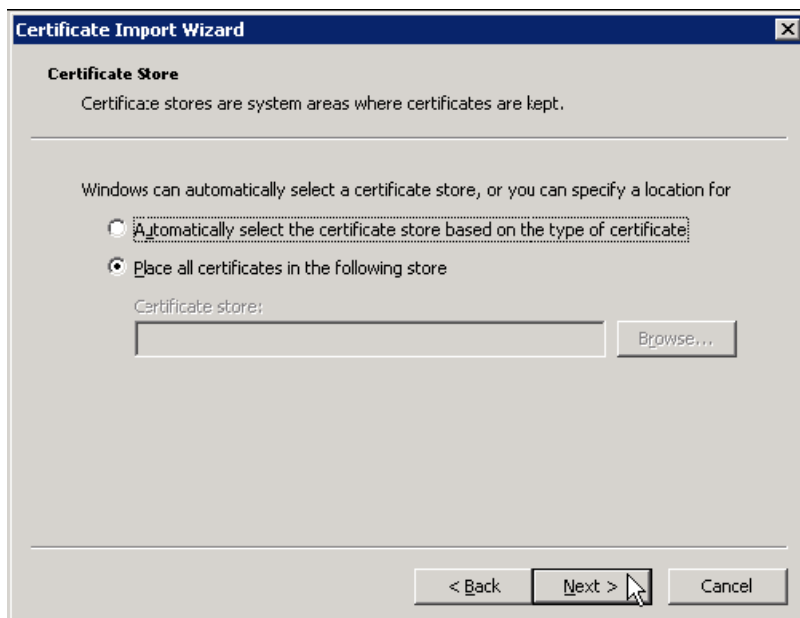 Certificate Import Wizard
Certificate Store
Certificate stores are system areas where certificates are kept.
Windows can automatically select a certificate store, or you can specify a location for
Automatically select the certificate store based on the type of certificate
Place all certificates in the following store
Certificate store:
Browse...
< Back
Next >
Cancel